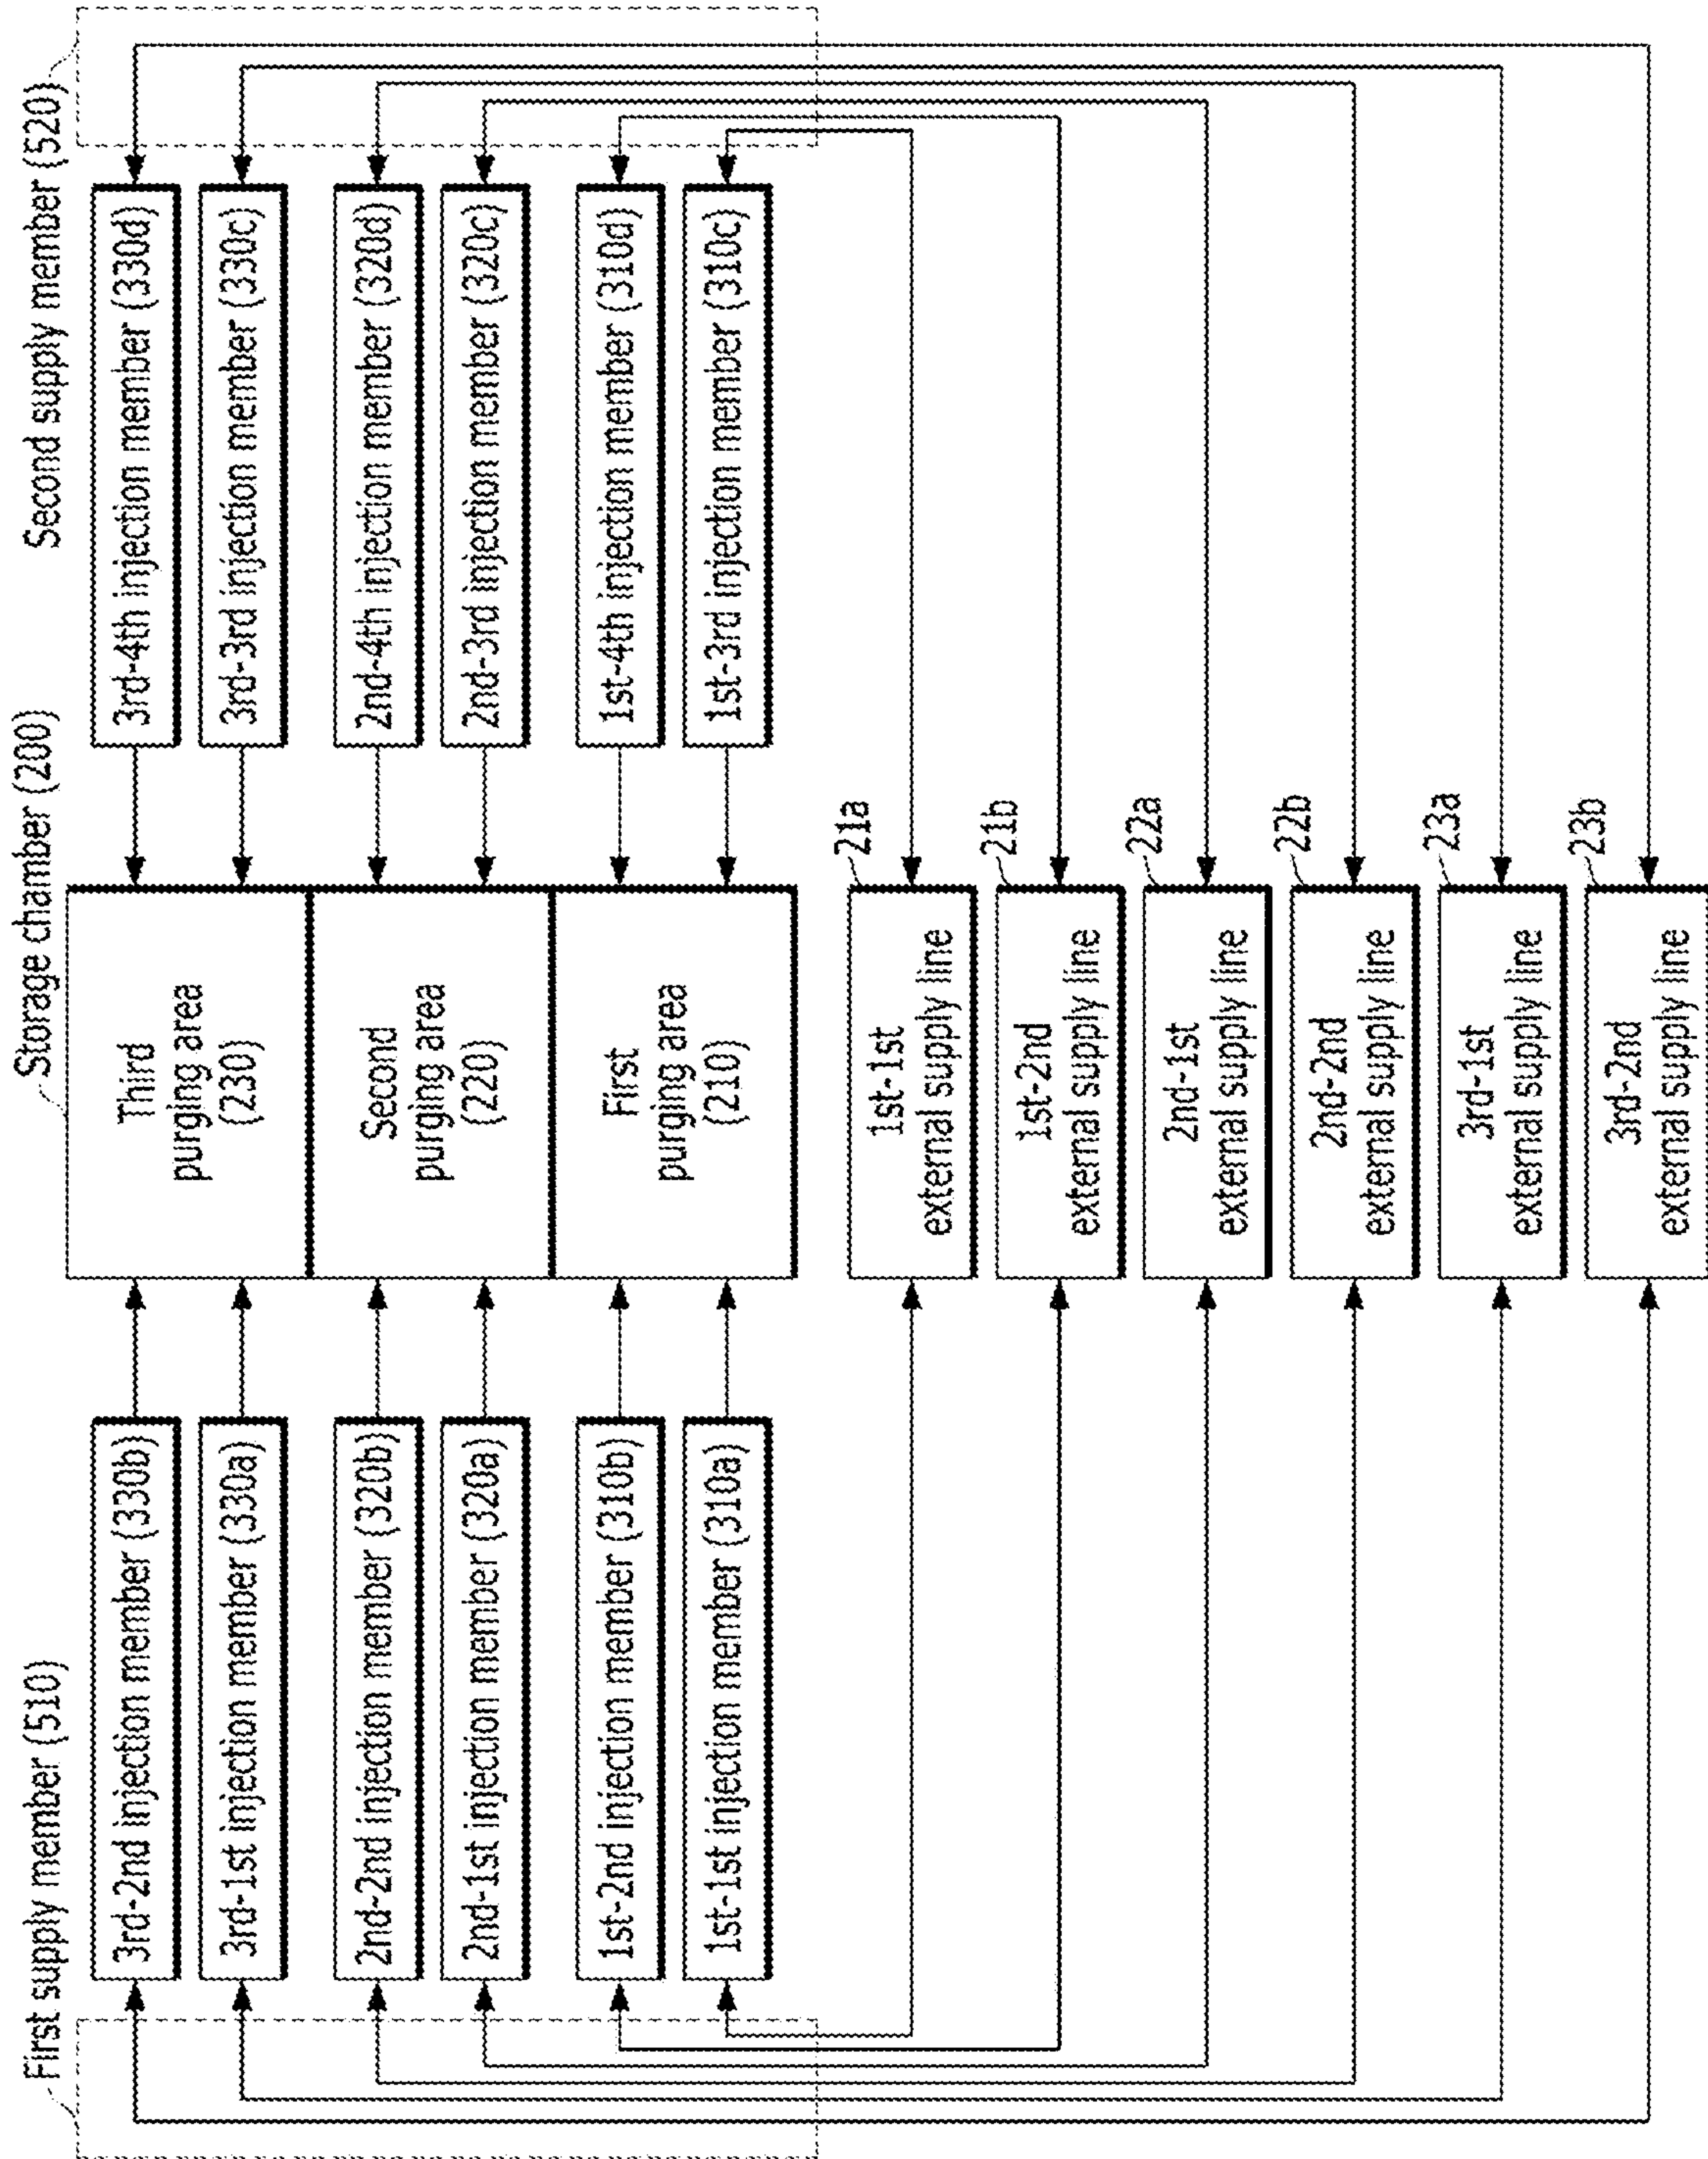 First supply member (510)
Storage chamber (200)
Second supply member (520)
3rd-2nd injection member (330b)
3rd-1st injection member (330a)
2nd-2nd injection member (320b)
2nd-1st injection member (320a)
1st-2nd injection member (310b)
1st-1st injection member (310a)
Third
purging area
(230)
Second
purging area
(220)
First
purging area
(210)
3rd-4th injection member (330d)
3rd-3rd injection member (330c)
2nd-4th injection member (320d)
2nd-3rd injection member (320c)
1st-4th injection member (310d)
1st-3rd injection member (310c)
21a
1st-1st
external supply line
21b
1st-2nd
external supply line
22a
2nd-1st
external supply line
22b
2nd-2nd
external supply line
23a
3rd-1st
external supply line
23b
3rd-2nd
external supply line